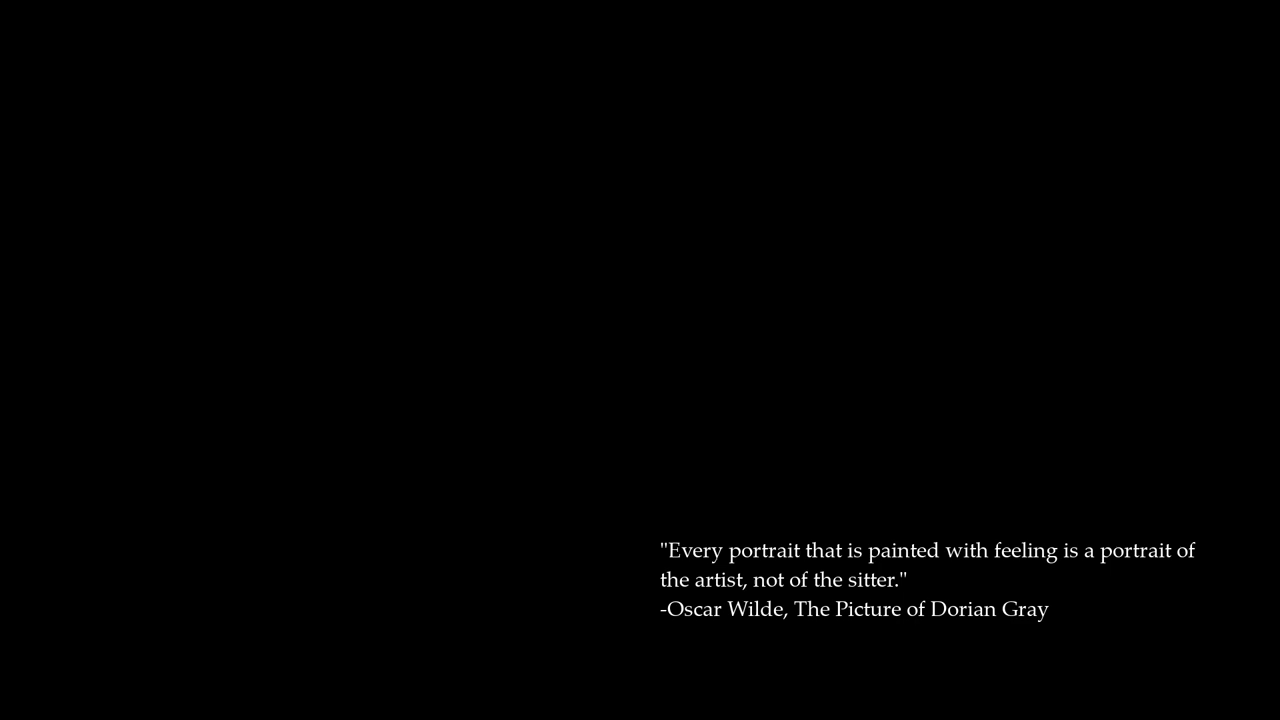 "Every portrait that is painted with feeling is a portrait of
the artist, not of the sitter."
-Oscar Wilde, The Picture of Dorian Gray